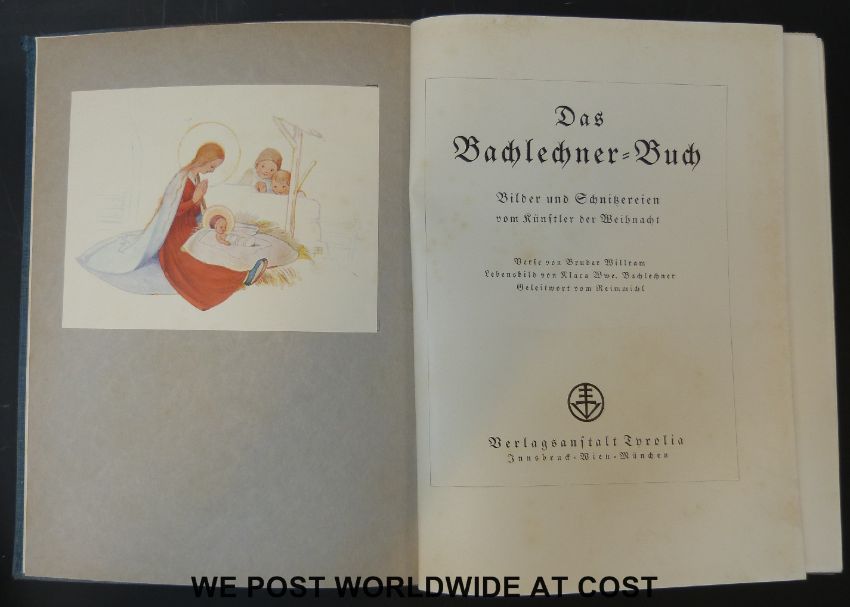 Das
Bachlechner-Buch
Bilder und Schnitzereien
vom Künstler der Weihnacht
Verse von Bruder Willram
Lebensbild von Klara Wwe. Bachlechner
Geleitwort vom Reimmichl
Verlagsanstalt Tyrolia
Innsbruck-Wien-München
WE POST WORLDWIDE AT COST